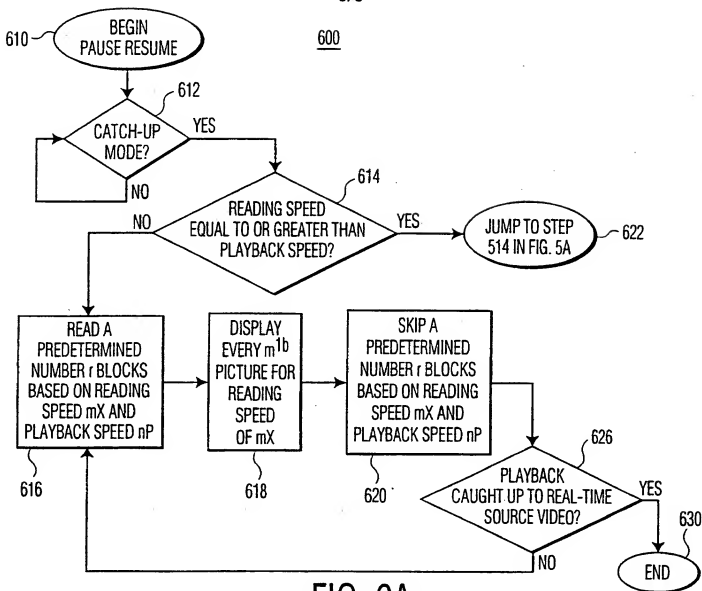 610
BEGIN
PAUSE RESUME
600
612
CATCH-UP
MODE?
YES
NO
614
READING SPEED
EQUAL TO OR GREATER THAN
PLAYBACK SPEED?
NO
YES
JUMP TO STEP
514 IN FIG. 5A
622
READ A
PREDETERMINED
NUMBER r BLOCKS
BASED ON READING
SPEED mX AND
PLAYBACK SPEED nP
616
DISPLAY
EVERY m1b
PICTURE FOR
READING
SPEED
OF mX
618
SKIP A
PREDETERMINED
NUMBER r BLOCKS
BASED ON READING
SPEED mX AND
PLAYBACK SPEED nP
620
626
PLAYBACK
CAUGHT UP TO REAL-TIME
SOURCE VIDEO?
YES
NO
630
END